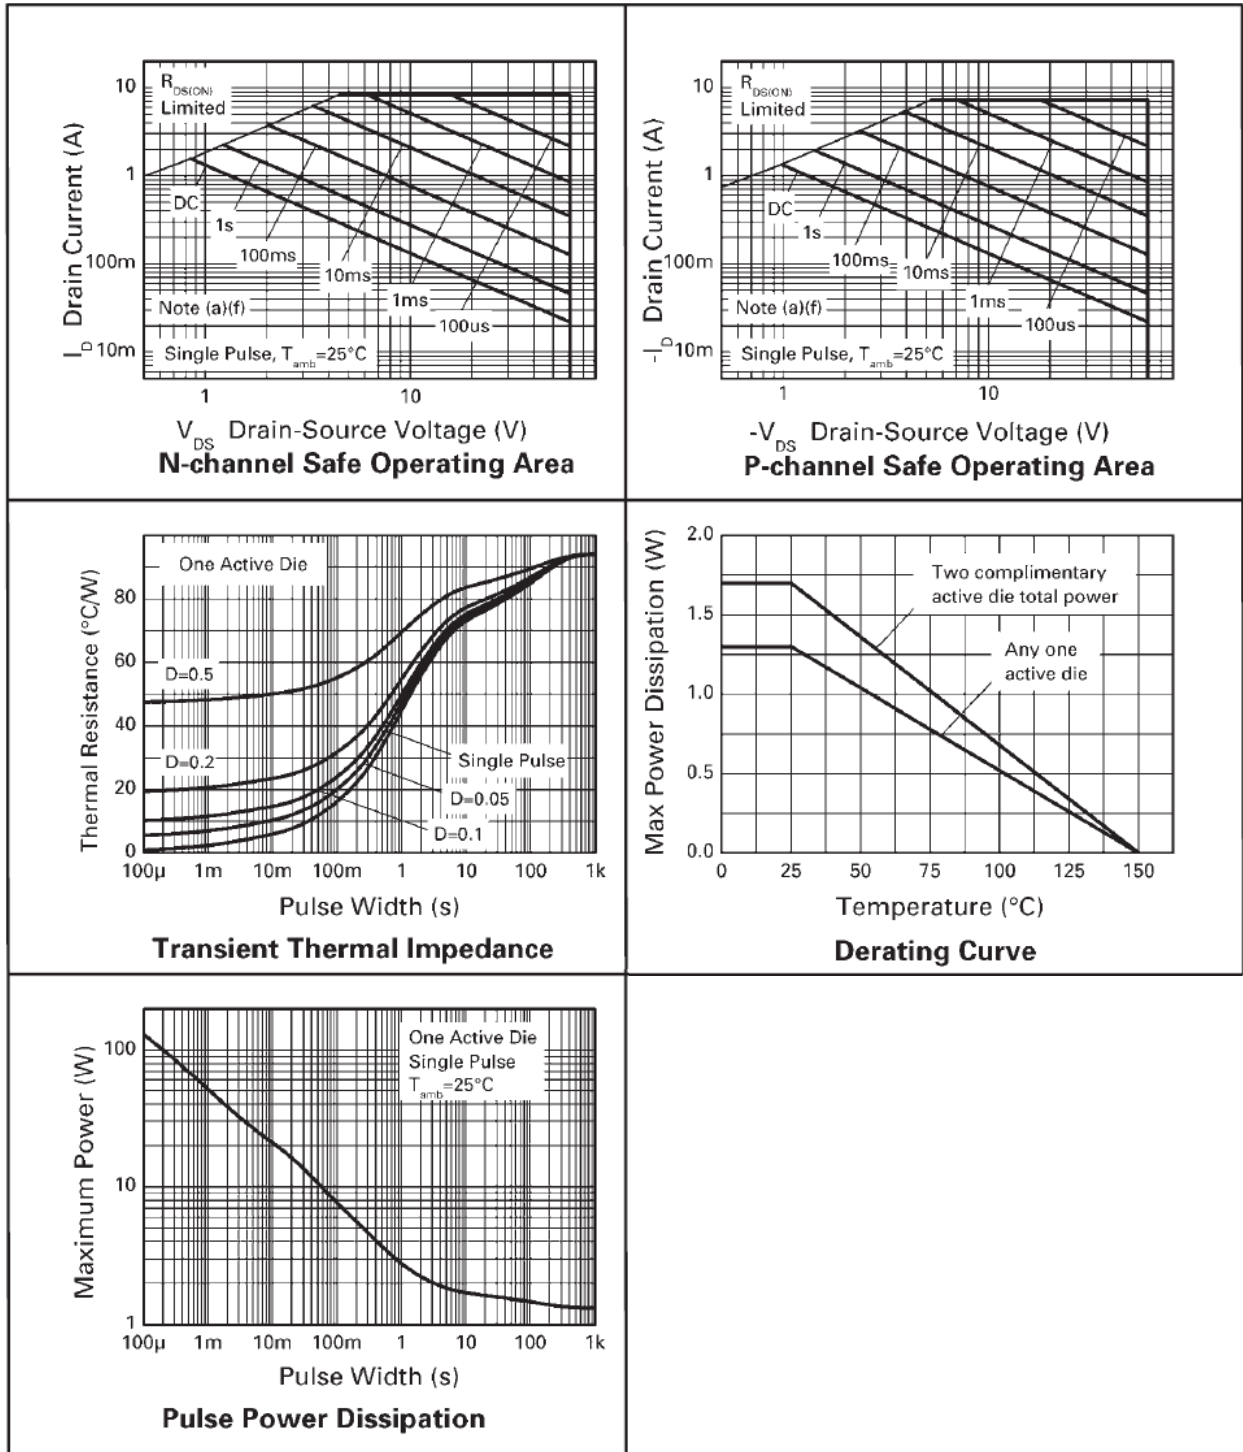 10
1
100m
10m
R DS(ON)
Limited
DC
1s
100ms
10ms
1ms
100us
Note (a)(f)
Single Pulse, Tamb=25°C
1
10
ID Drain Current (A)
VDS Drain-Source Voltage (V)
N-channel Safe Operating Area
10
1
100m
10m
R DS(ON)
Limited
DC
1s
100ms
10ms
1ms
100us
Note (a)(f)
Single Pulse, Tamb=25°C
1
10
-ID Drain Current (A)
-VDS Drain-Source Voltage (V)
P-channel Safe Operating Area
One Active Die
80
60
40
20
0
D=0.5
D=0.2
Single Pulse
D=0.05
D=0.1
100µ
1m
10m
100m
1
10
100
1k
Thermal Resistance (°C/W)
Pulse Width (s)
Transient Thermal Impedance
2.0
1.5
1.0
0.5
0.0
Two complimentary
active die total power
Any one
active die
0
25
50
75
100
125
150
Max Power Dissipation (W)
Temperature (°C)
Derating Curve
100
10
1
One Active Die
Single Pulse
Tamb=25°C
100µ
1m
10m
100m
1
10
100
1k
Maximum Power (W)
Pulse Width (s)
Pulse Power Dissipation